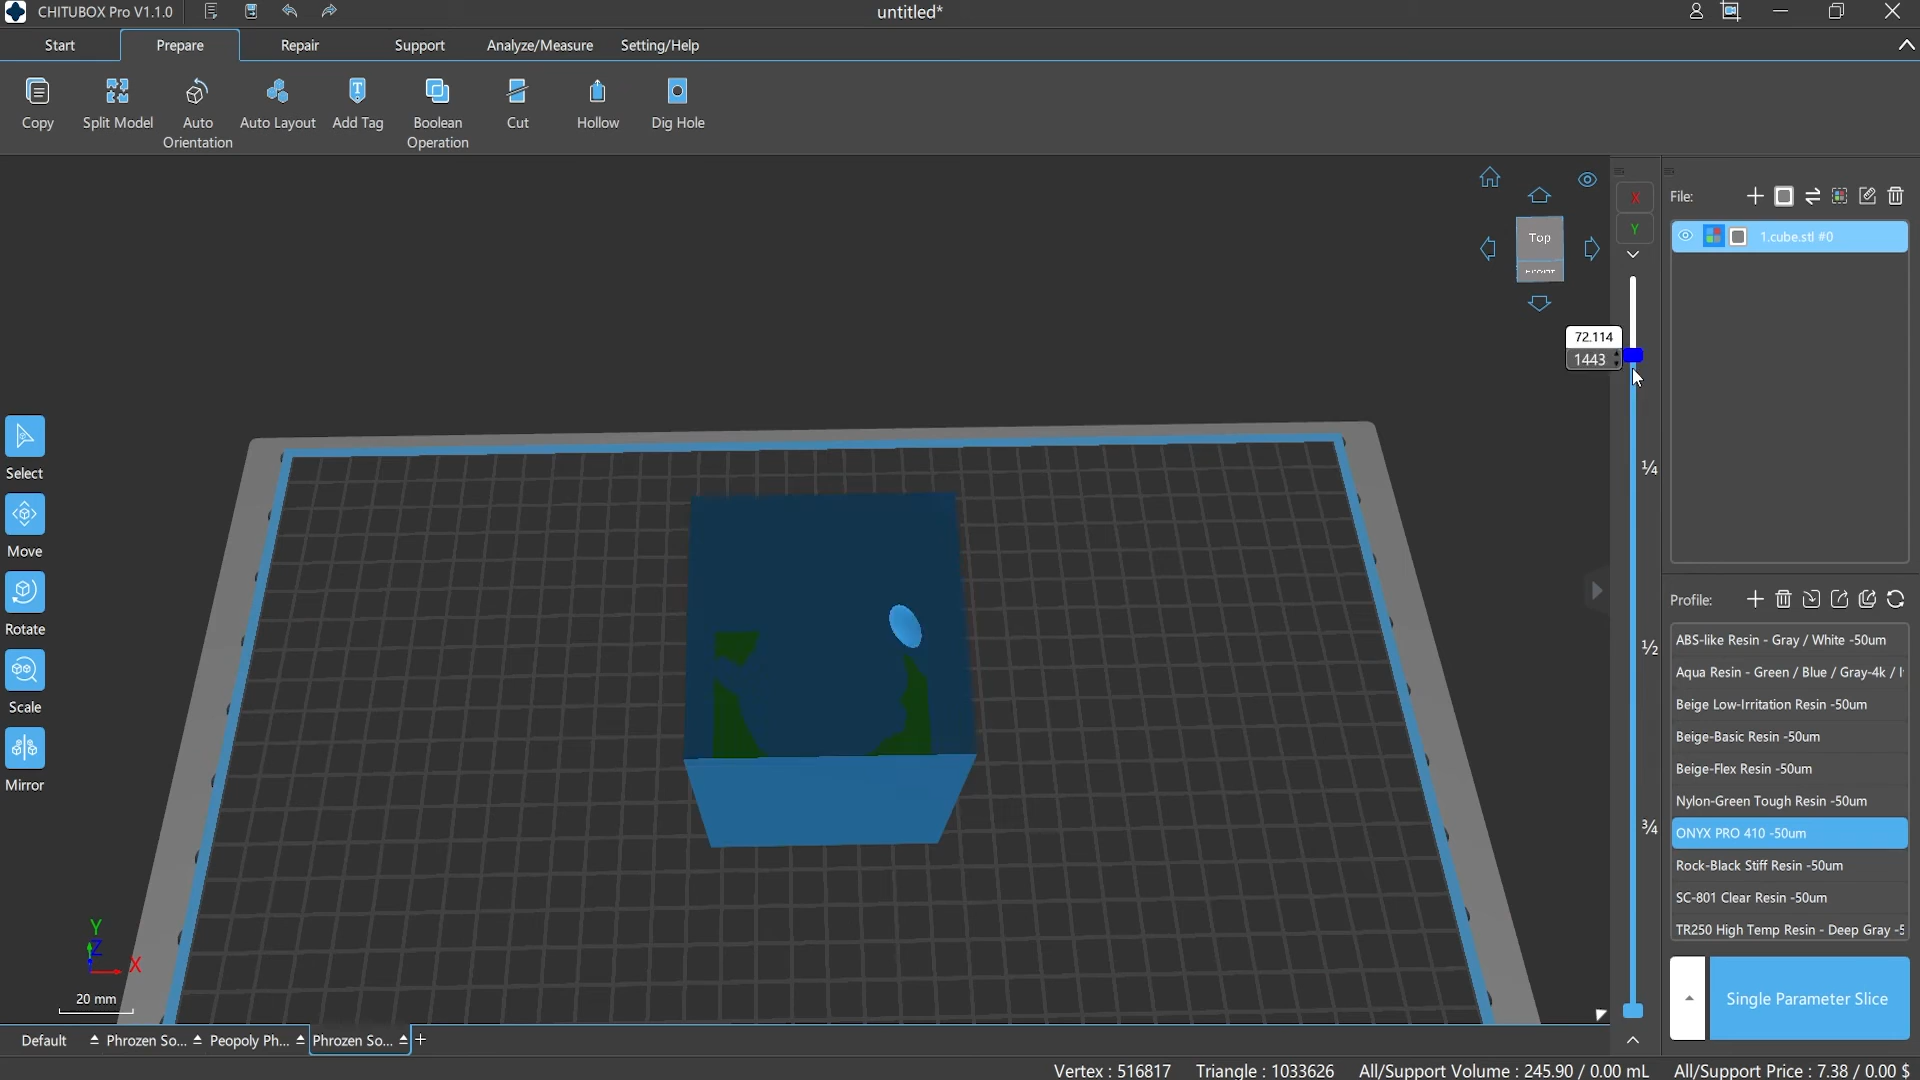 CHITUBOX Pro V1.1.0
untitled*
Start
Prepare
Repair
Support
Analyze/Measure
Setting/Help
Copy
Split Model
Auto Orientation
Auto Layout
Add Tag
Boolean Operation
Cut
Hollow
Dig Hole
Top
Front
X
Y
72.114
1443
¼
½
¾
File:
1.cube.stl #0
Select
Move
Rotate
Scale
Mirror
Y
Z
X
20 mm
Profile:
ABS-like Resin - Gray / White -50um
Aqua Resin - Green / Blue / Gray-4k /
Beige Low-Irritation Resin -50um
Beige-Basic Resin -50um
Beige-Flex Resin -50um
Nylon-Green Tough Resin -50um
ONYX PRO 410 -50um
Rock-Black Stiff Resin -50um
SC-801 Clear Resin -50um
TR250 High Temp Resin - Deep Gray -5
Single Parameter Slice
Default
Phrozen So...
Peopoly Ph...
Phrozen So...
+
Vertex : 516817
Triangle : 1033626
All/Support Volume : 245.90 / 0.00 mL
All/Support Price : 7.38 / 0.00 $